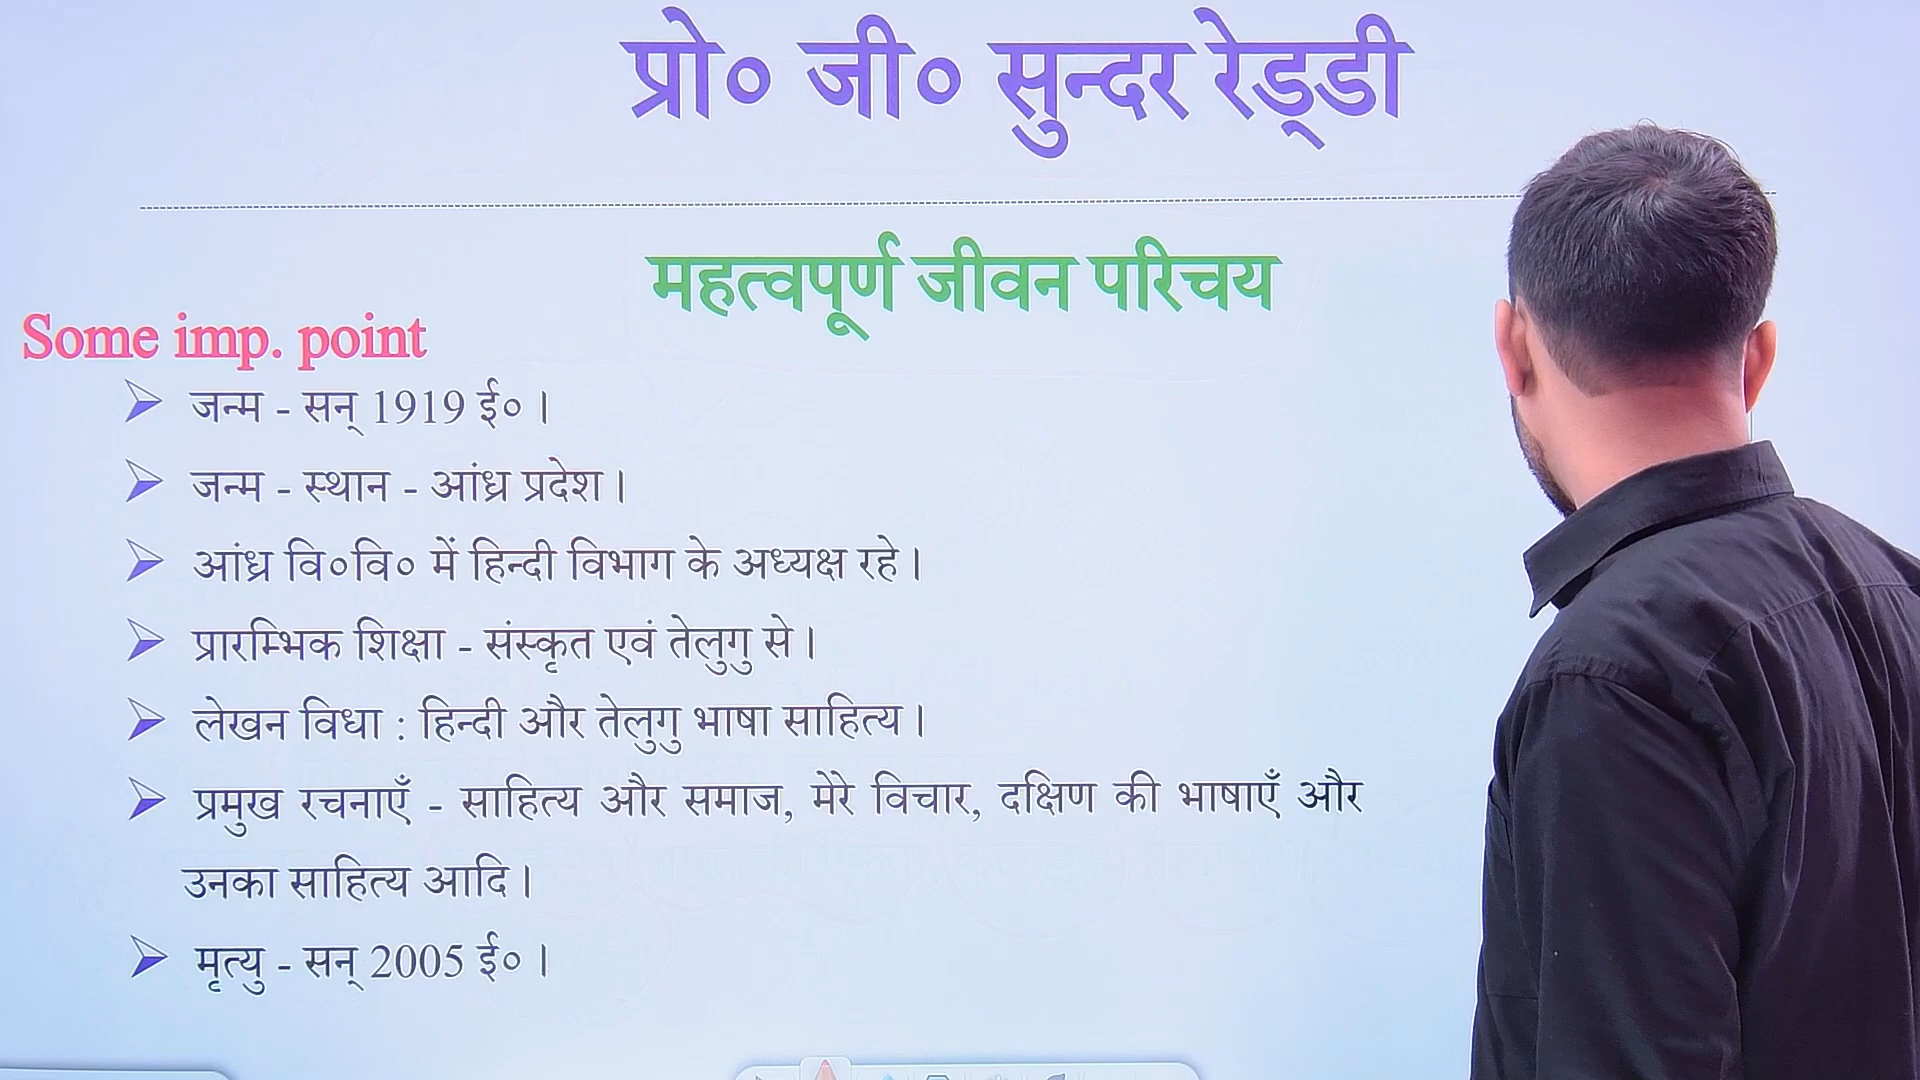 प्रो० जी० सुन्दर रेड्डी
महत्वपूर्ण जीवन परिचय
Some imp. point
जन्म - सन् 1919 ई० ।
जन्म - स्थान - आंध्र प्रदेश ।
आंध्र वि०वि० में हिन्दी विभाग के अध्यक्ष रहे ।
प्रारम्भिक शिक्षा - संस्कृत एवं तेलुगु से ।
लेखन विधा : हिन्दी और तेलुगु भाषा साहित्य ।
प्रमुख रचनाएँ - साहित्य और समाज, मेरे विचार, दक्षिण की भाषाएँ और
उनका साहित्य आदि ।
मृत्यु - सन् 2005 ई० ।